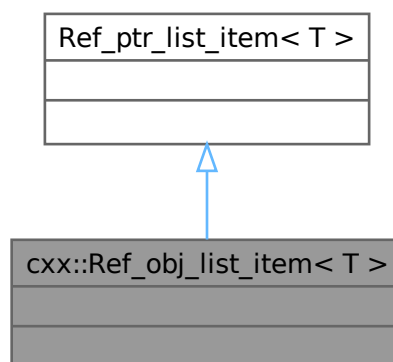 Ref_ptr_list_item< T >
cxx::Ref_obj_list_item< T >